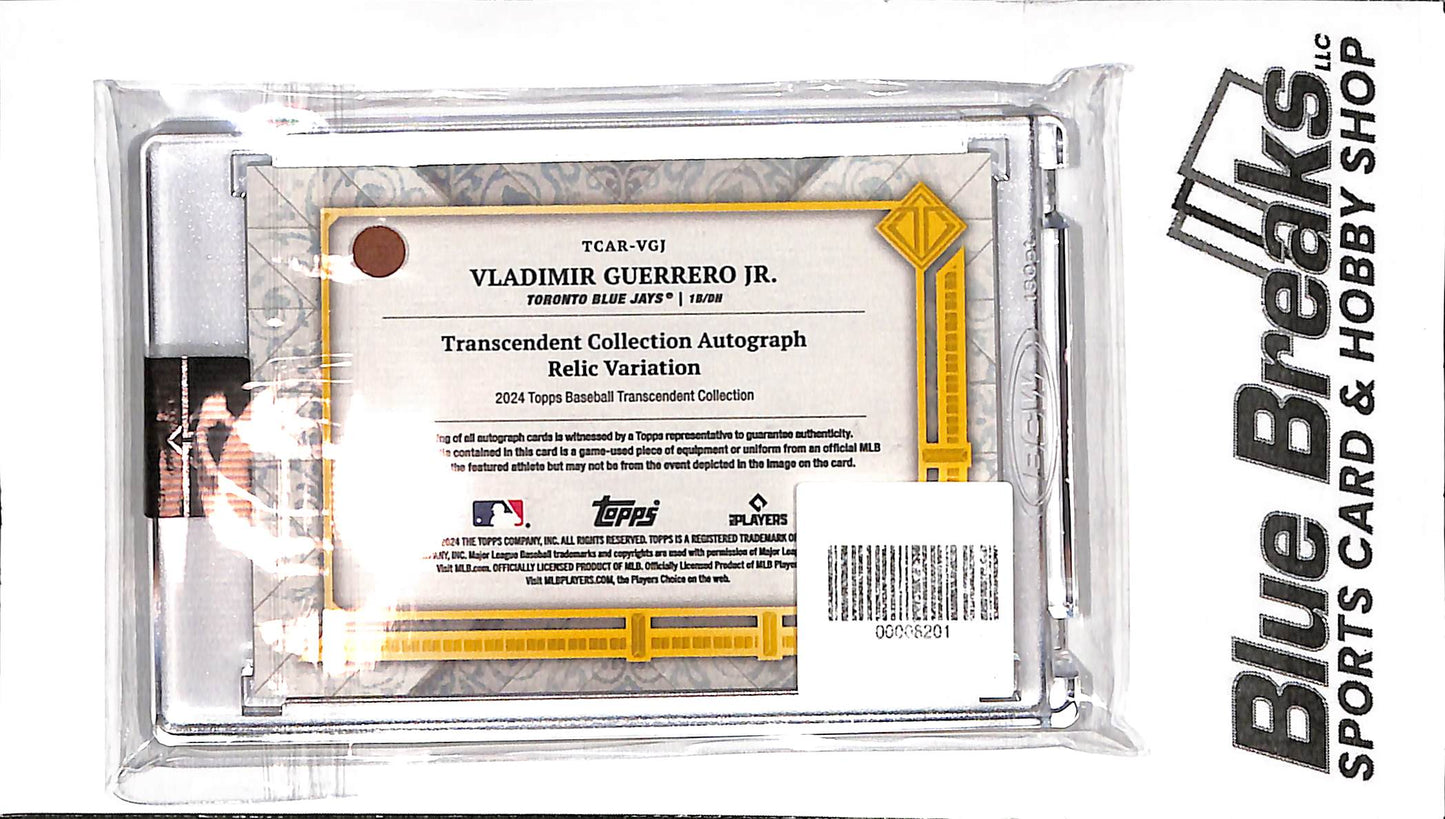 TCAR-VGJ
VLADIMIR GUERRERO JR.
TORONTO BLUE JAYS® | 1B/DH
Transcendent Collection Autograph
Relic Variation
2024 Topps Baseball Transcendent Collection
of all autograph cards is witnessed by a Topps representative to guarantee authenticity.
contained in this card is a game-used piece of equipment or uniform from an official MLB
the featured athlete but may not be from the event depicted in the image on the card.
topps
PLAYERS
2024 THE TOPPS COMPANY, INC. ALL RIGHTS RESERVED. TOPPS IS A REGISTERED TRADEMARK
INC. Major League Baseball trademarks and copyrights are used with permission of Major
Visit MLB.com. OFFICIALLY LICENSED PRODUCT OF MLB. Officially Licensed Product of MLB
Visit MLBPLAYERS.COM, the Players Choice on the web.
00008201
Blue Breaks LLC
SPORTS CARD & HOBBY SHOP